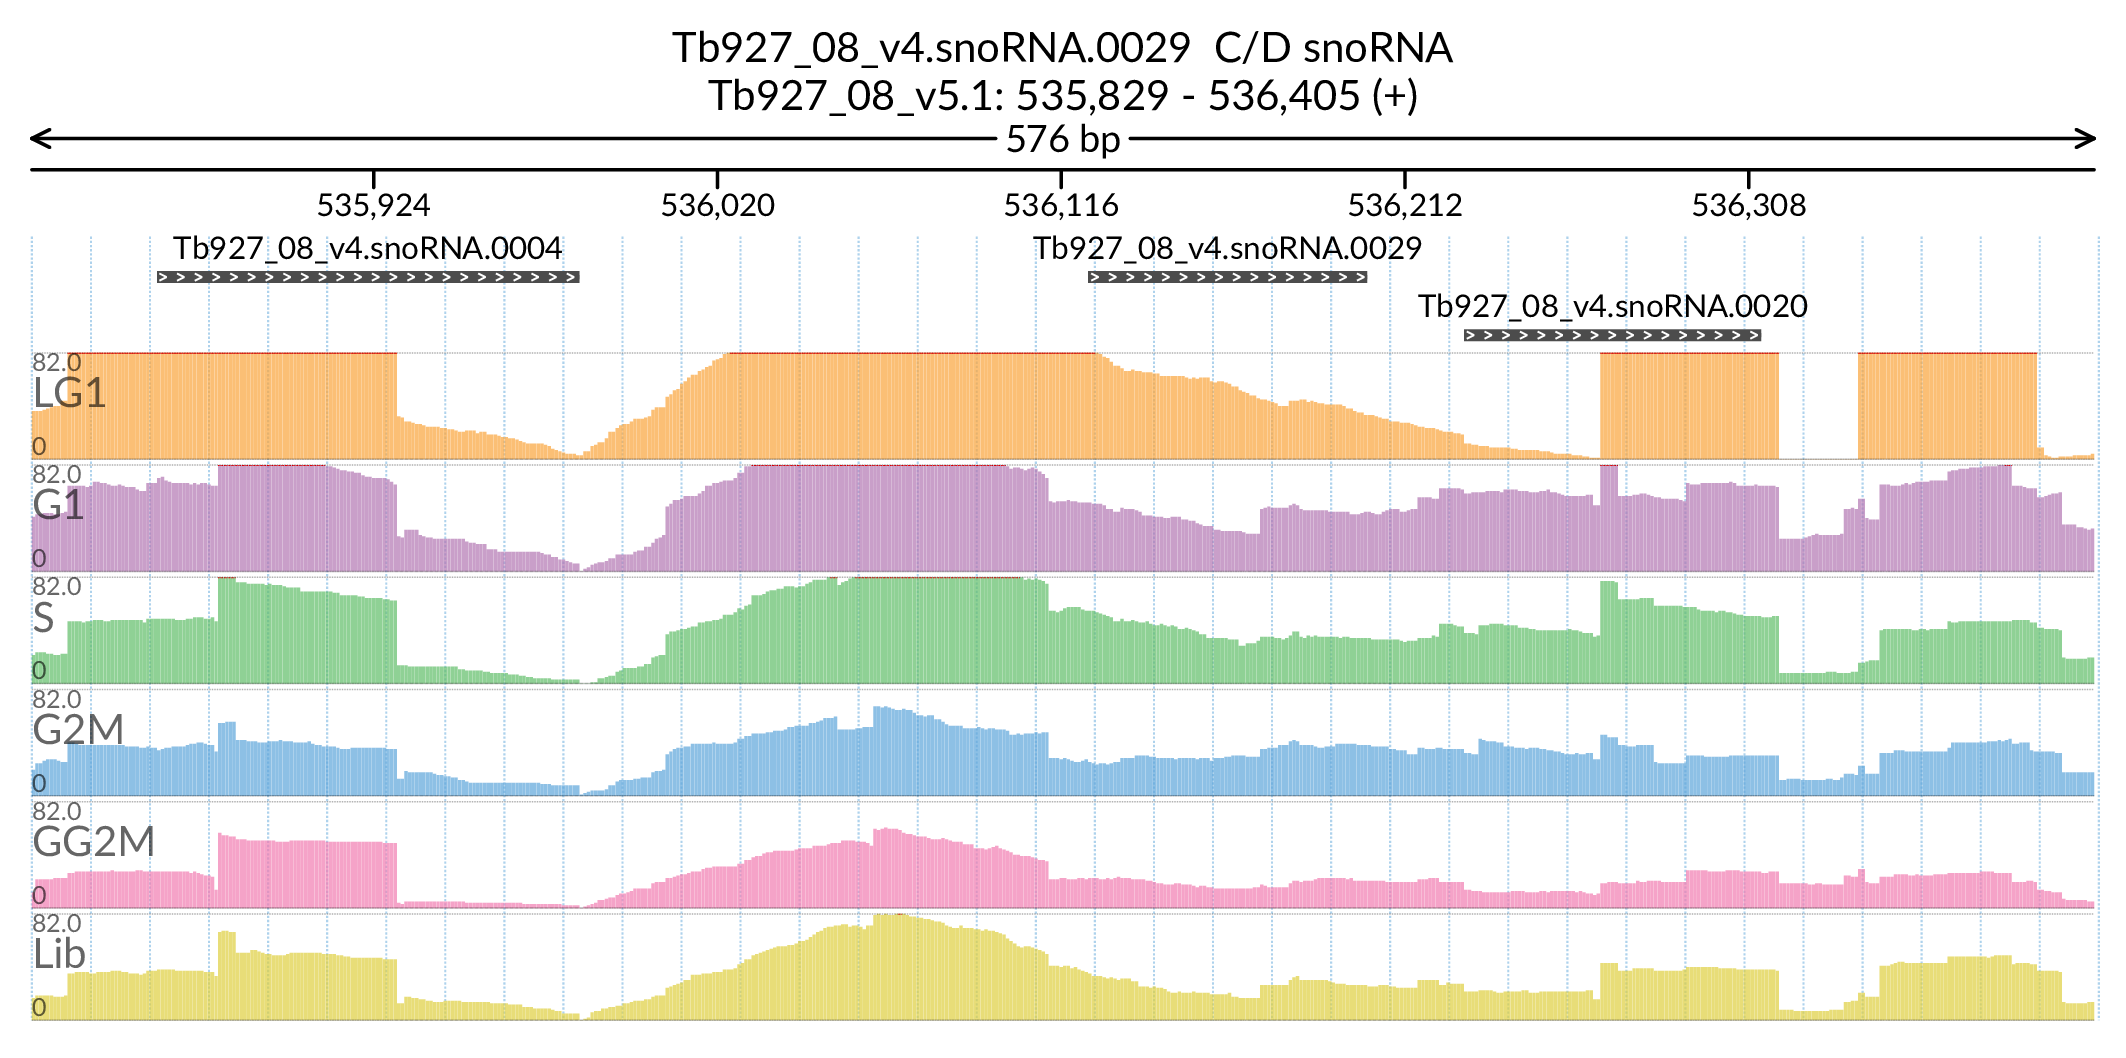 Tb927_08_v4.snoRNA.0029 C/D snoRNA
Tb927_08_v5.1: 535,829 - 536,405 (+)
576 bp
535,924 536,020 536,116 536,212 536,308
Tb927_08_v4.snoRNA.0004 Tb927_08_v4.snoRNA.0029
Tb927_08_v4.snoRNA.0020
82.0
LG1
0
82.0
G1
0
82.0
S
0
82.0
G2M
0
82.0
GG2M
0
82.0
Lib
0